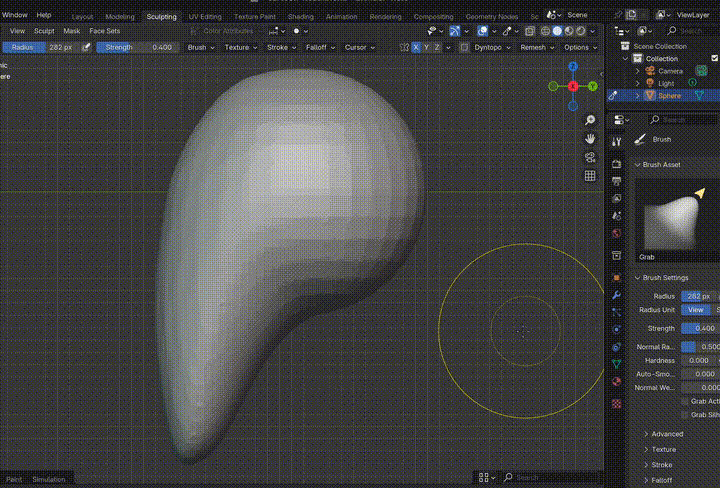 Window Help Layout Modeling Sculpting UV Editing Texture Paint Shading Animation Rendering Compositing Geometry Nodes Sc Scene ViewLayer
View Sculpt Mask Face Sets Color Attributes
Radius 282 px Strength 0.400 Brush Texture Stroke Falloff Cursor X Y Z Dyntopo Remesh Options
ere
Z
X
Y
Search
Scene Collection
Collection
Camera
Light
Sphere
Search
Brush
Brush Asset
Grab
Brush Settings
Radius 282 px
Radius Unit View S
Strength 0.400
Normal Ra... 0.500
Hardness 0.000
Auto-Smo... 0.000
Normal We... 0.000
Grab Acti
Grab Silh
Advanced
Texture
Stroke
Falloff
Paint Simulation Search